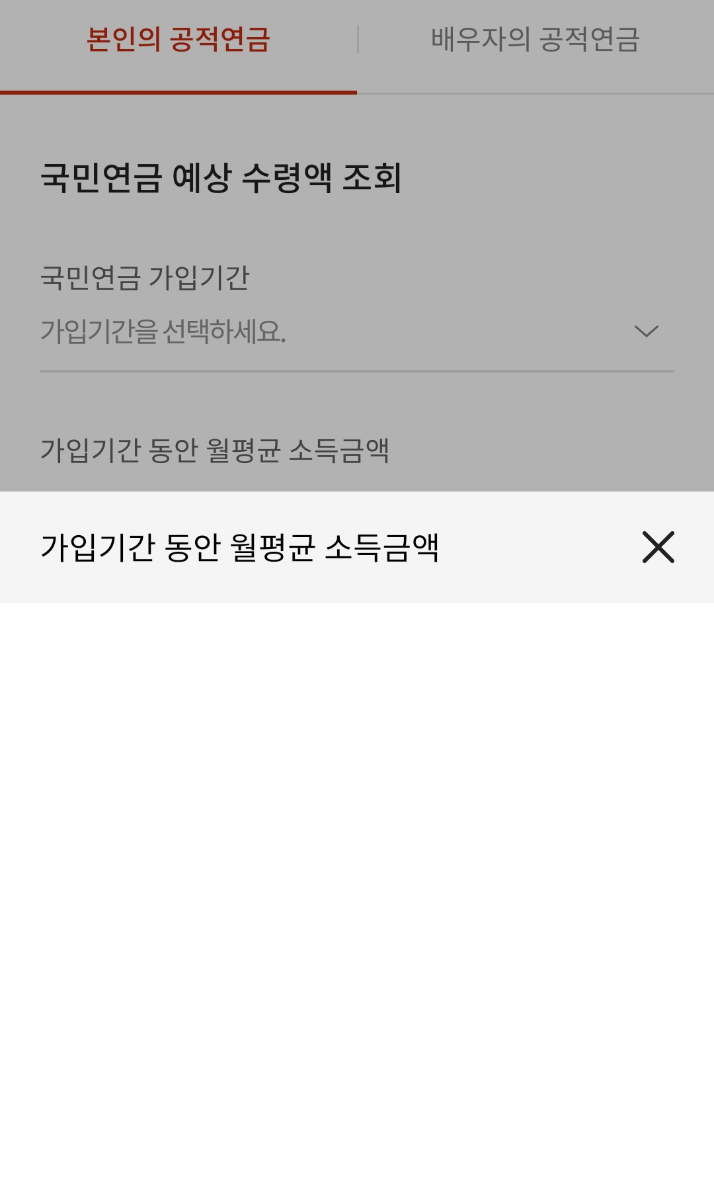 본인의 공적연금
배우자의 공적연금
국민연금 예상 수령액 조회
국민연금 가입기간
가입기간을 선택하세요.
가입기간 동안 월평균 소득금액
가입기간 동안 월평균 소득금액